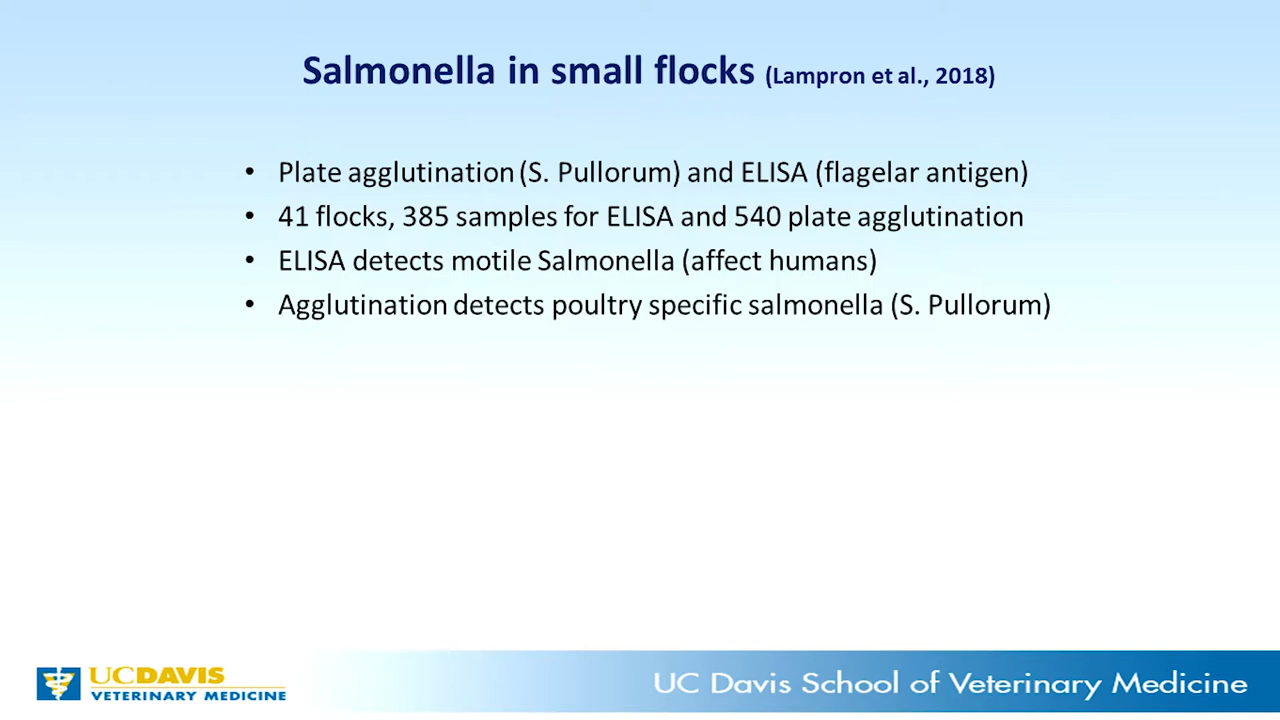 Salmonella in small flocks (Lampron et al., 2018)
• Plate agglutination (S. Pullorum) and ELISA (flagelar antigen)
• 41 flocks, 385 samples for ELISA and 540 plate agglutination
• ELISA detects motile Salmonella (affect humans)
• Agglutination detects poultry specific salmonella (S. Pullorum)
UCDAVIS
VETERINARY MEDICINE
UC Davis School of Veterinary Medicine